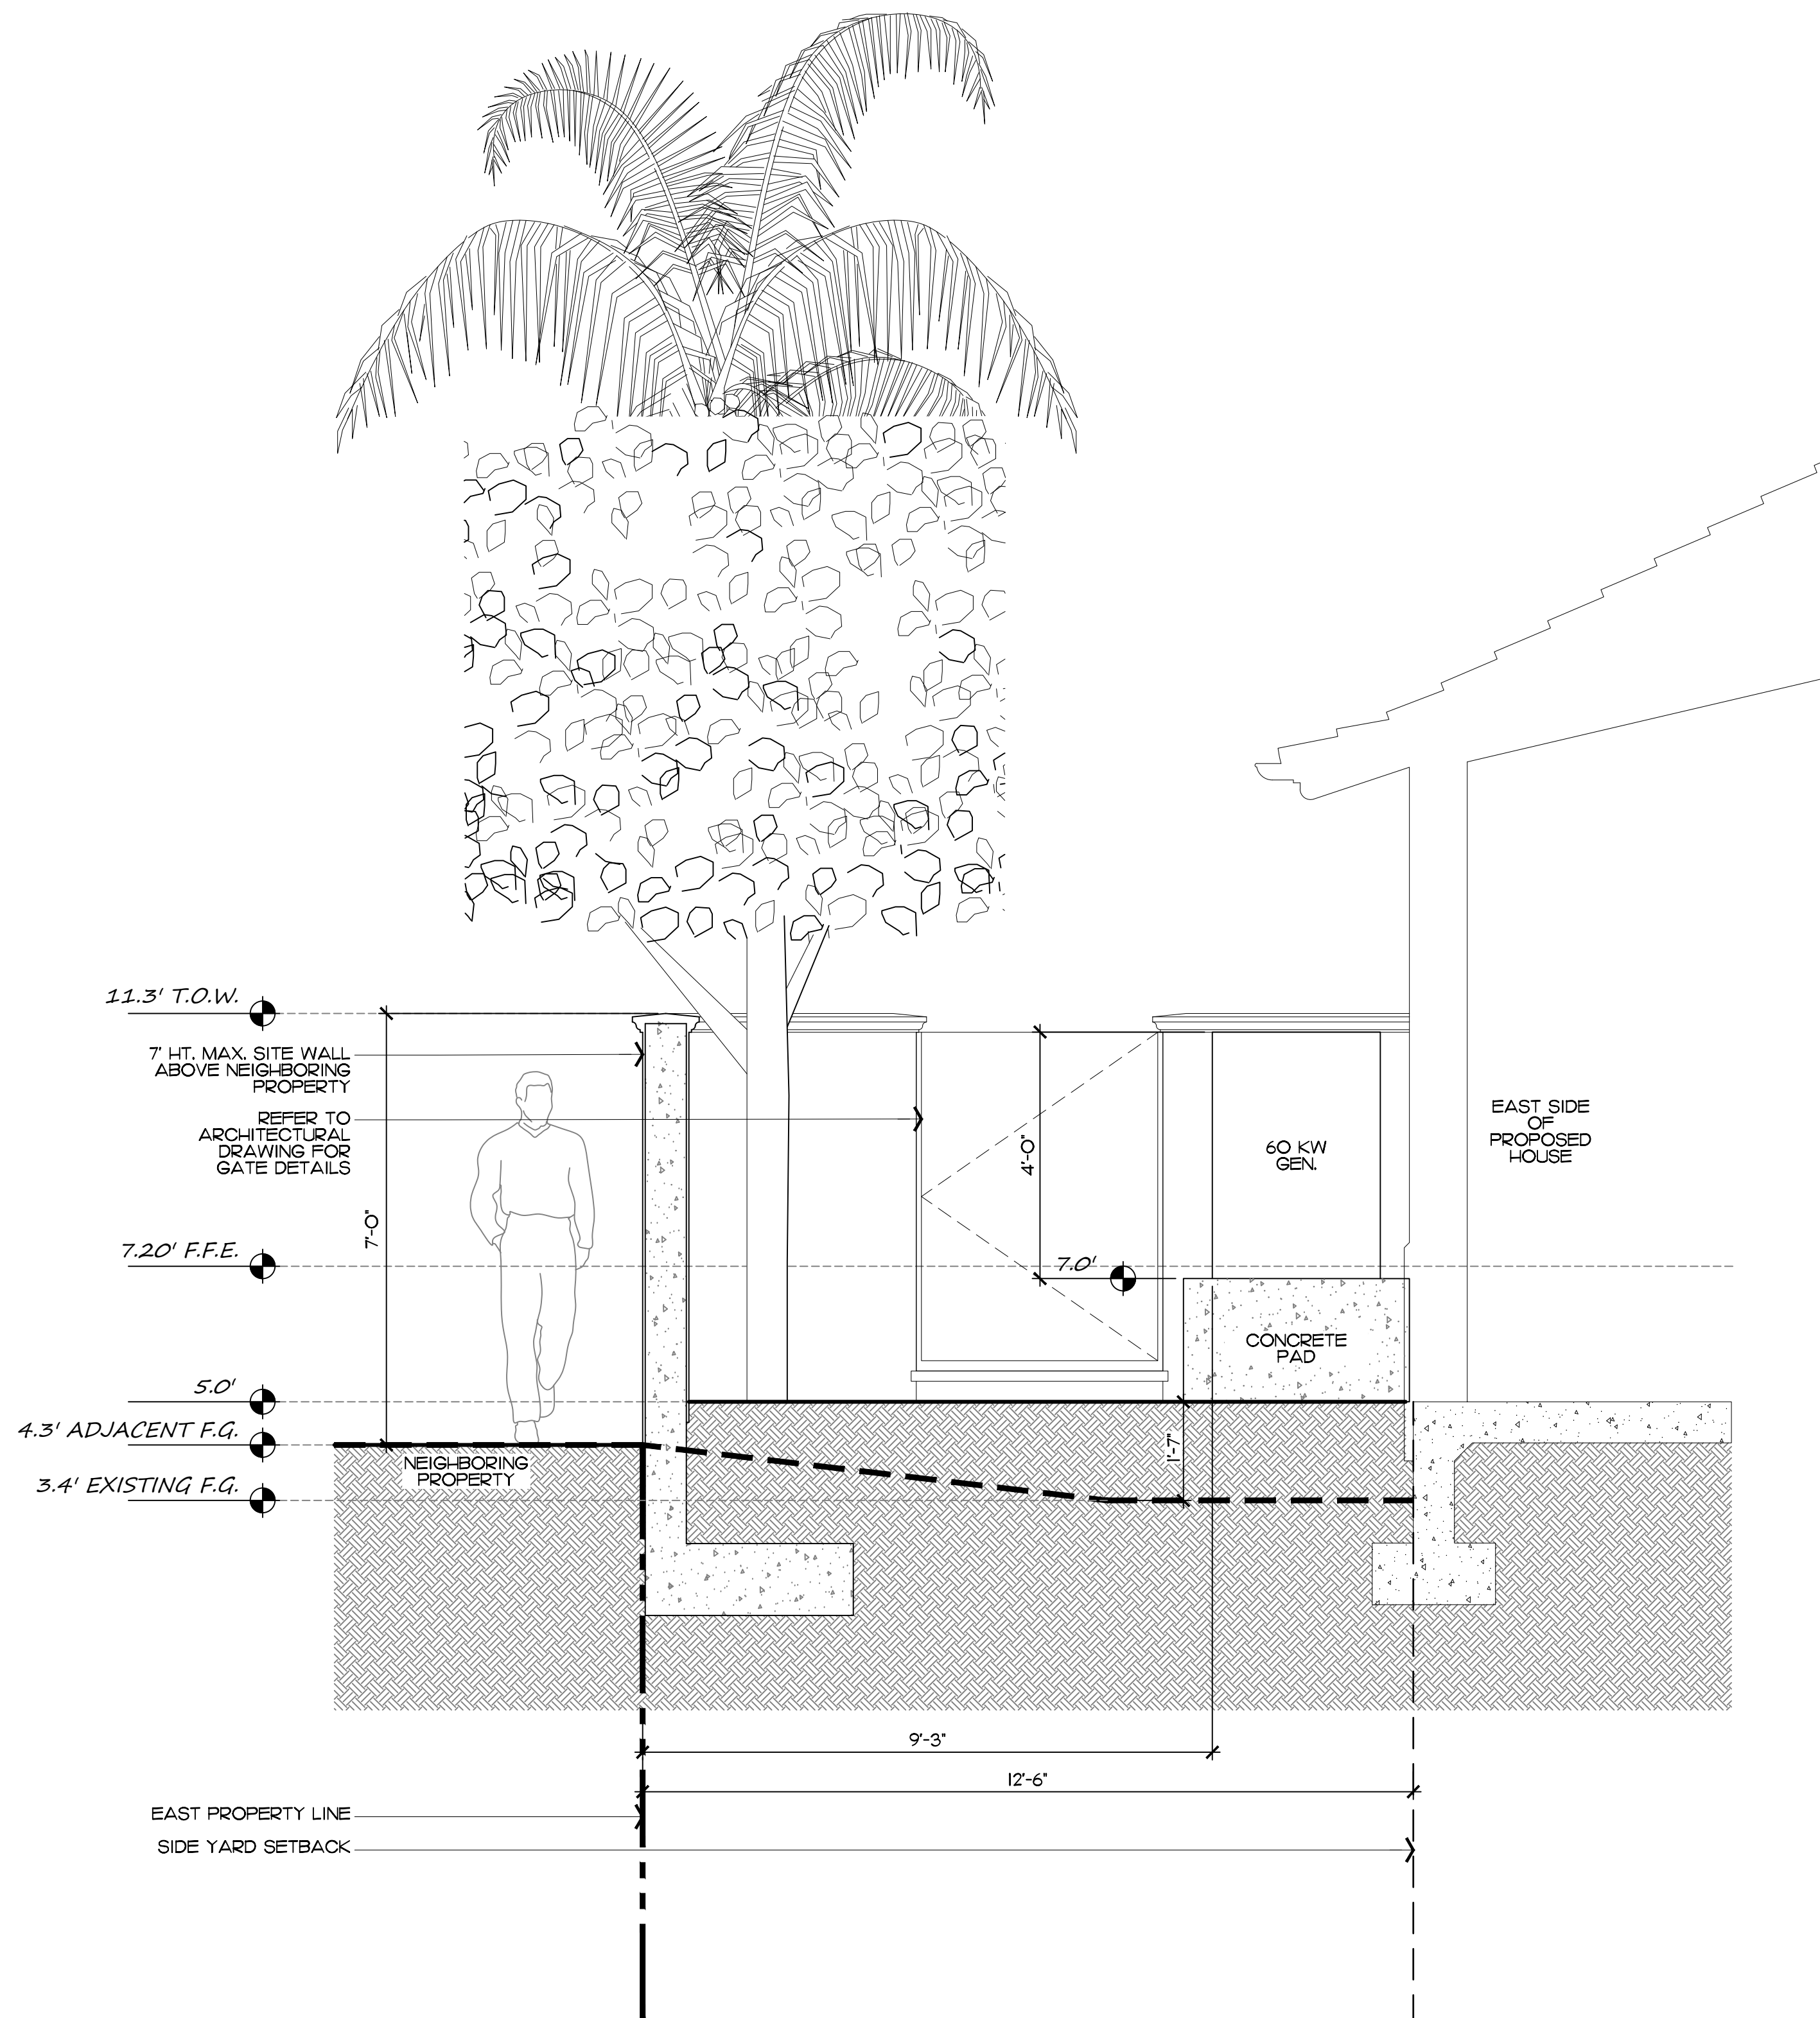 11.3' T.O.W.
7' HT. MAX. SITE WALL
ABOVE NEIGHBORING
PROPERTY
REFER TO
ARCHITECTURAL
DRAWING FOR
GATE DETAILS
7'-0"
4'-0"
60 KW
GEN.
EAST SIDE
OF
PROPOSED
HOUSE
7.20' F.F.E.
7.0'
CONCRETE
PAD
5.0'
4.3' ADJACENT F.G.
1'-7"
NEIGHBORING
PROPERTY
3.4' EXISTING F.G.
9'-3"
12'-6"
EAST PROPERTY LINE
SIDE YARD SETBACK